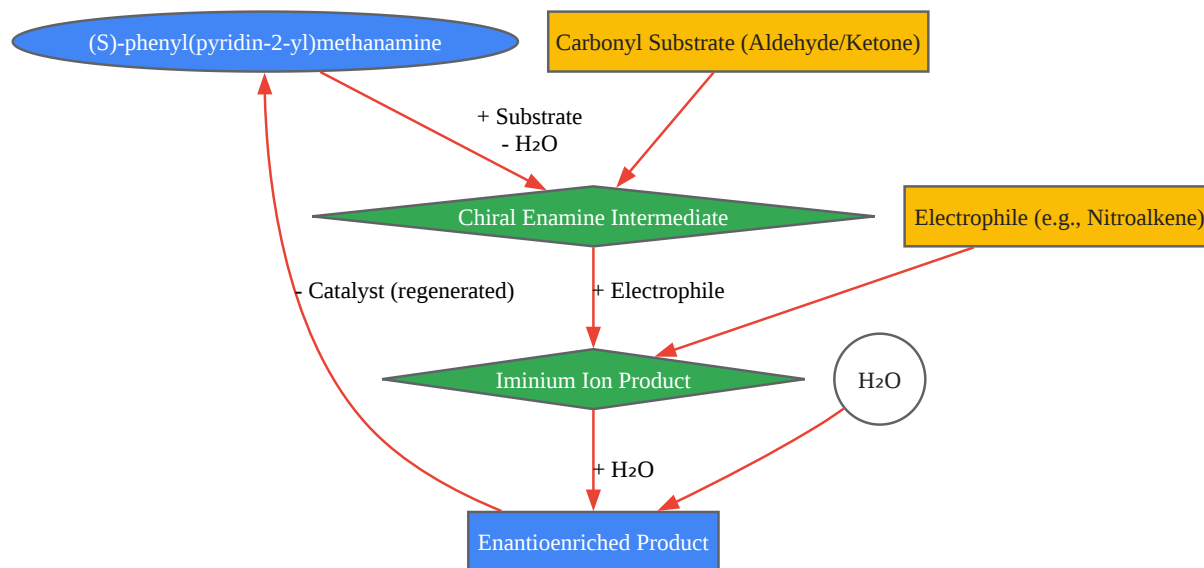 (S)-phenyl(pyridin-2-yl)methanamine
Carbonyl Substrate (Aldehyde/Ketone)
+ Substrate
- H₂O
Chiral Enamine Intermediate
Electrophile (e.g., Nitroalkene)
- Catalyst (regenerated)
+ Electrophile
Iminium Ion Product
H₂O
+ H₂O
Enantioenriched Product